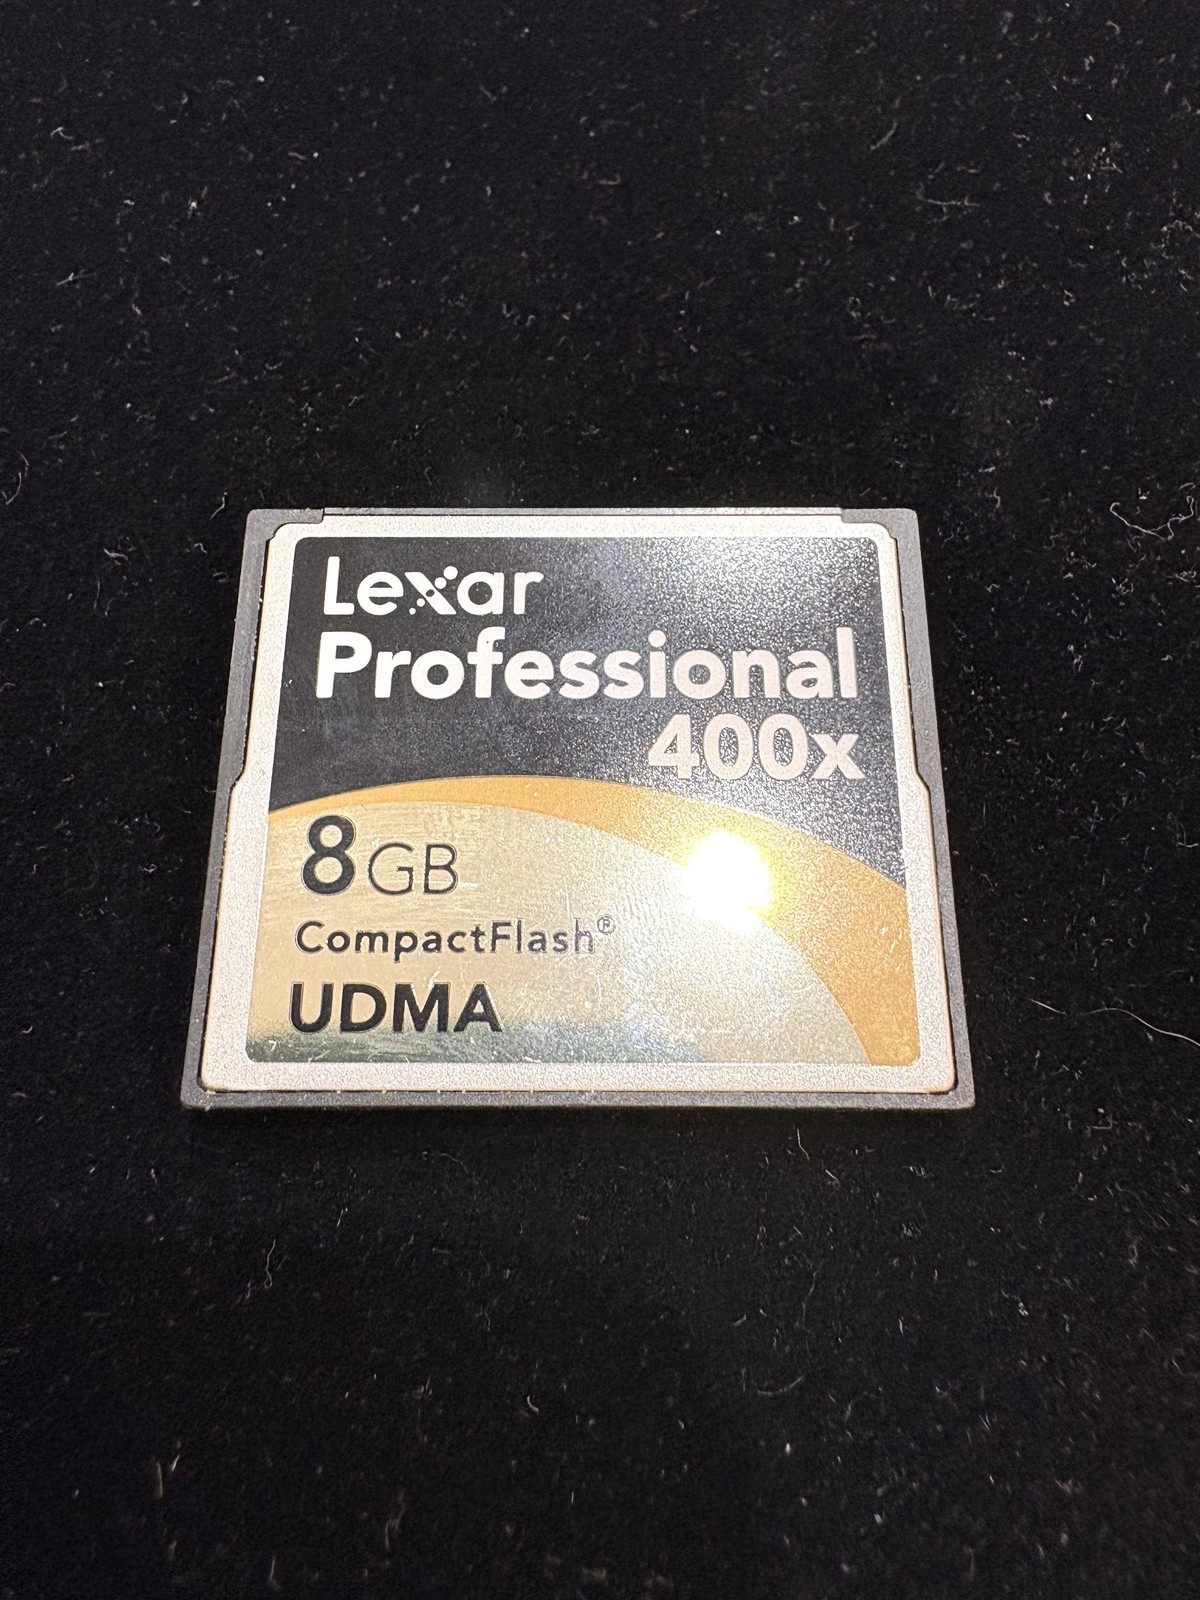 Lexar
Professional
400x
8GB
CompactFlash®
UDMA